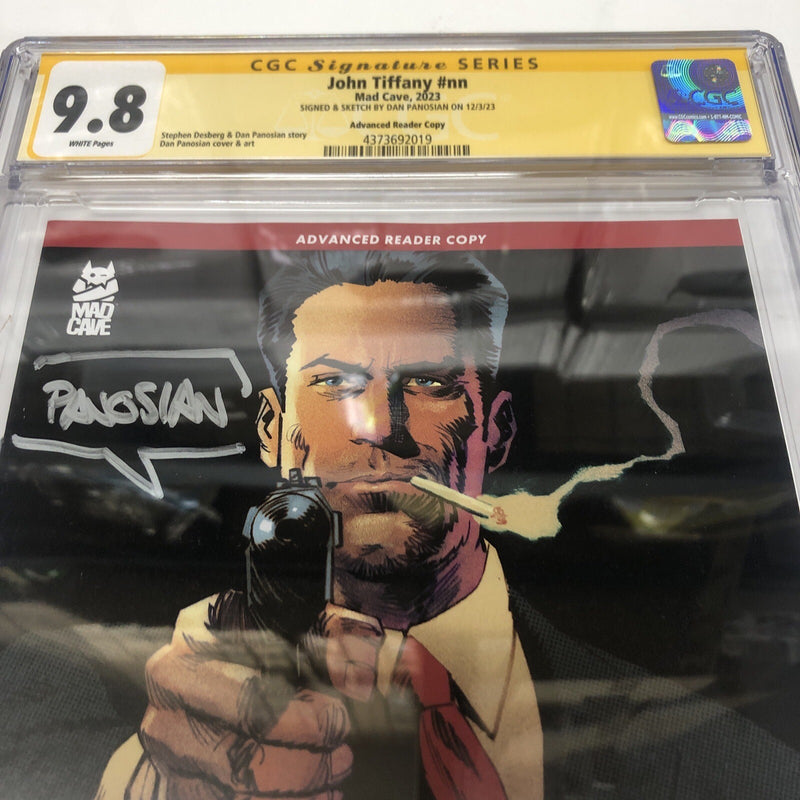 CGC Signature SERIES
9.8
WHITE Pages
John Tiffany #nn
Mad Cave, 2023
SIGNED & SKETCH BY DAN PANOSIAN ON 12/3/23
Advanced Reader Copy
Stephen Desberg & Dan Panosian story
Dan Panosian cover & art
4373692019
CGC
ADVANCED READER COPY
MAD
CAVE
PANOSIAN